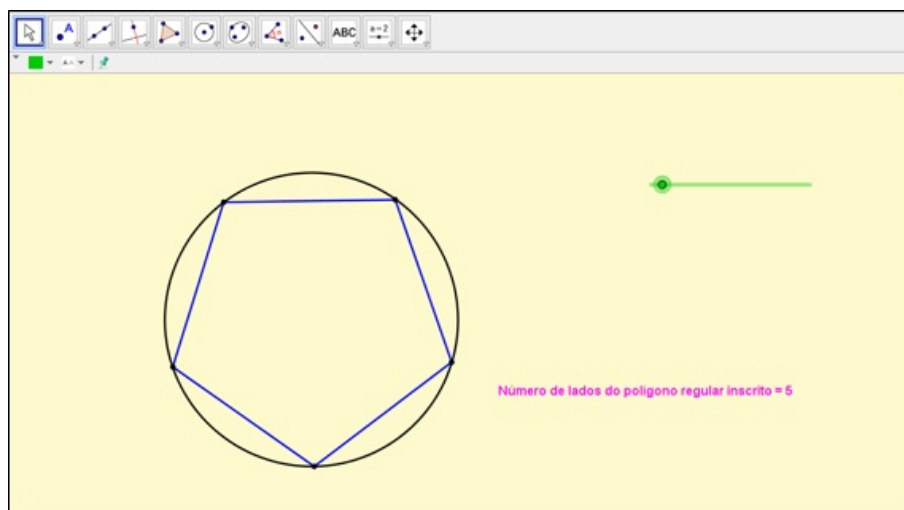 A
ABC
a=2
Número de lados do polígono regular inscrito = 5